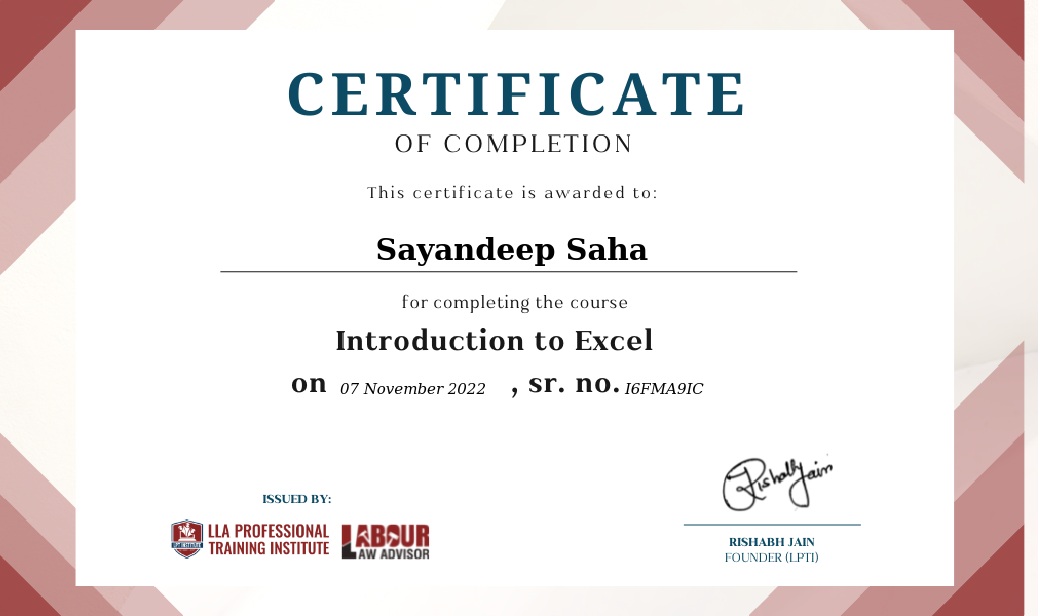 CERTIFICATE
OF COMPLETION
This certificate is awarded to:
Sayandeep Saha
for completing the course
Introduction to Excel
on 07 November 2022 , sr. no. I6FMA9IC
ISSUED BY:
LLA PROFESSIONAL
TRAINING INSTITUTE
LABOUR
LAW ADVISOR
Rishabh Jain
RISHABH JAIN
FOUNDER (LPTI)